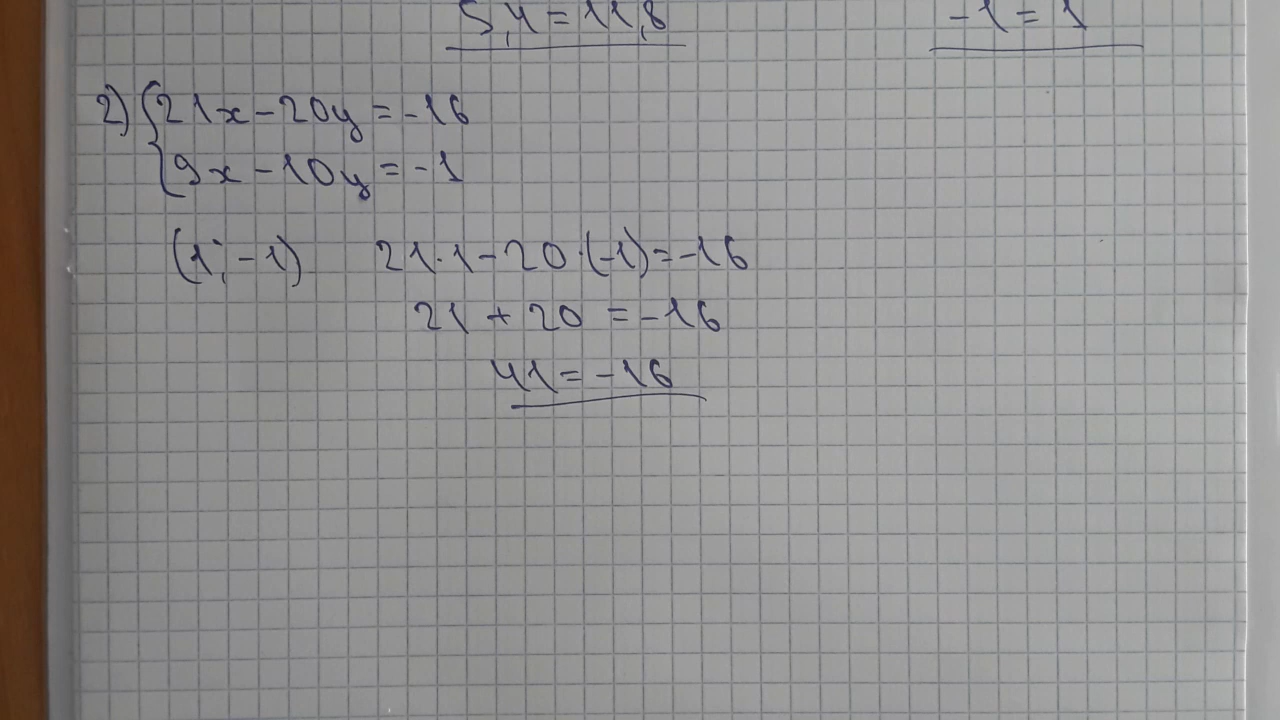 5,4 = 11,8
-1 = 1
2) { 21x - 20y = -16
9x - 10y = -1
(1; -1) 21·1 - 20·(-1) = -16
21 + 20 = -16
41 = -16